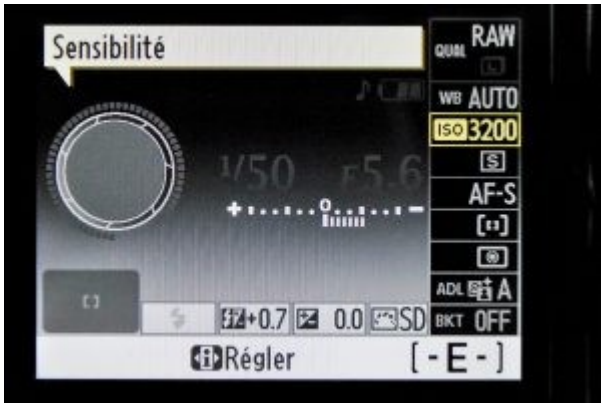 Sensibilité
QUAL RAW
L
WB AUTO
ISO 3200
1/50 F5.6
S
AF-S
+ 0 -
ADL A
+0.7 0.0 SD BKT OFF
i Régler [-E-]